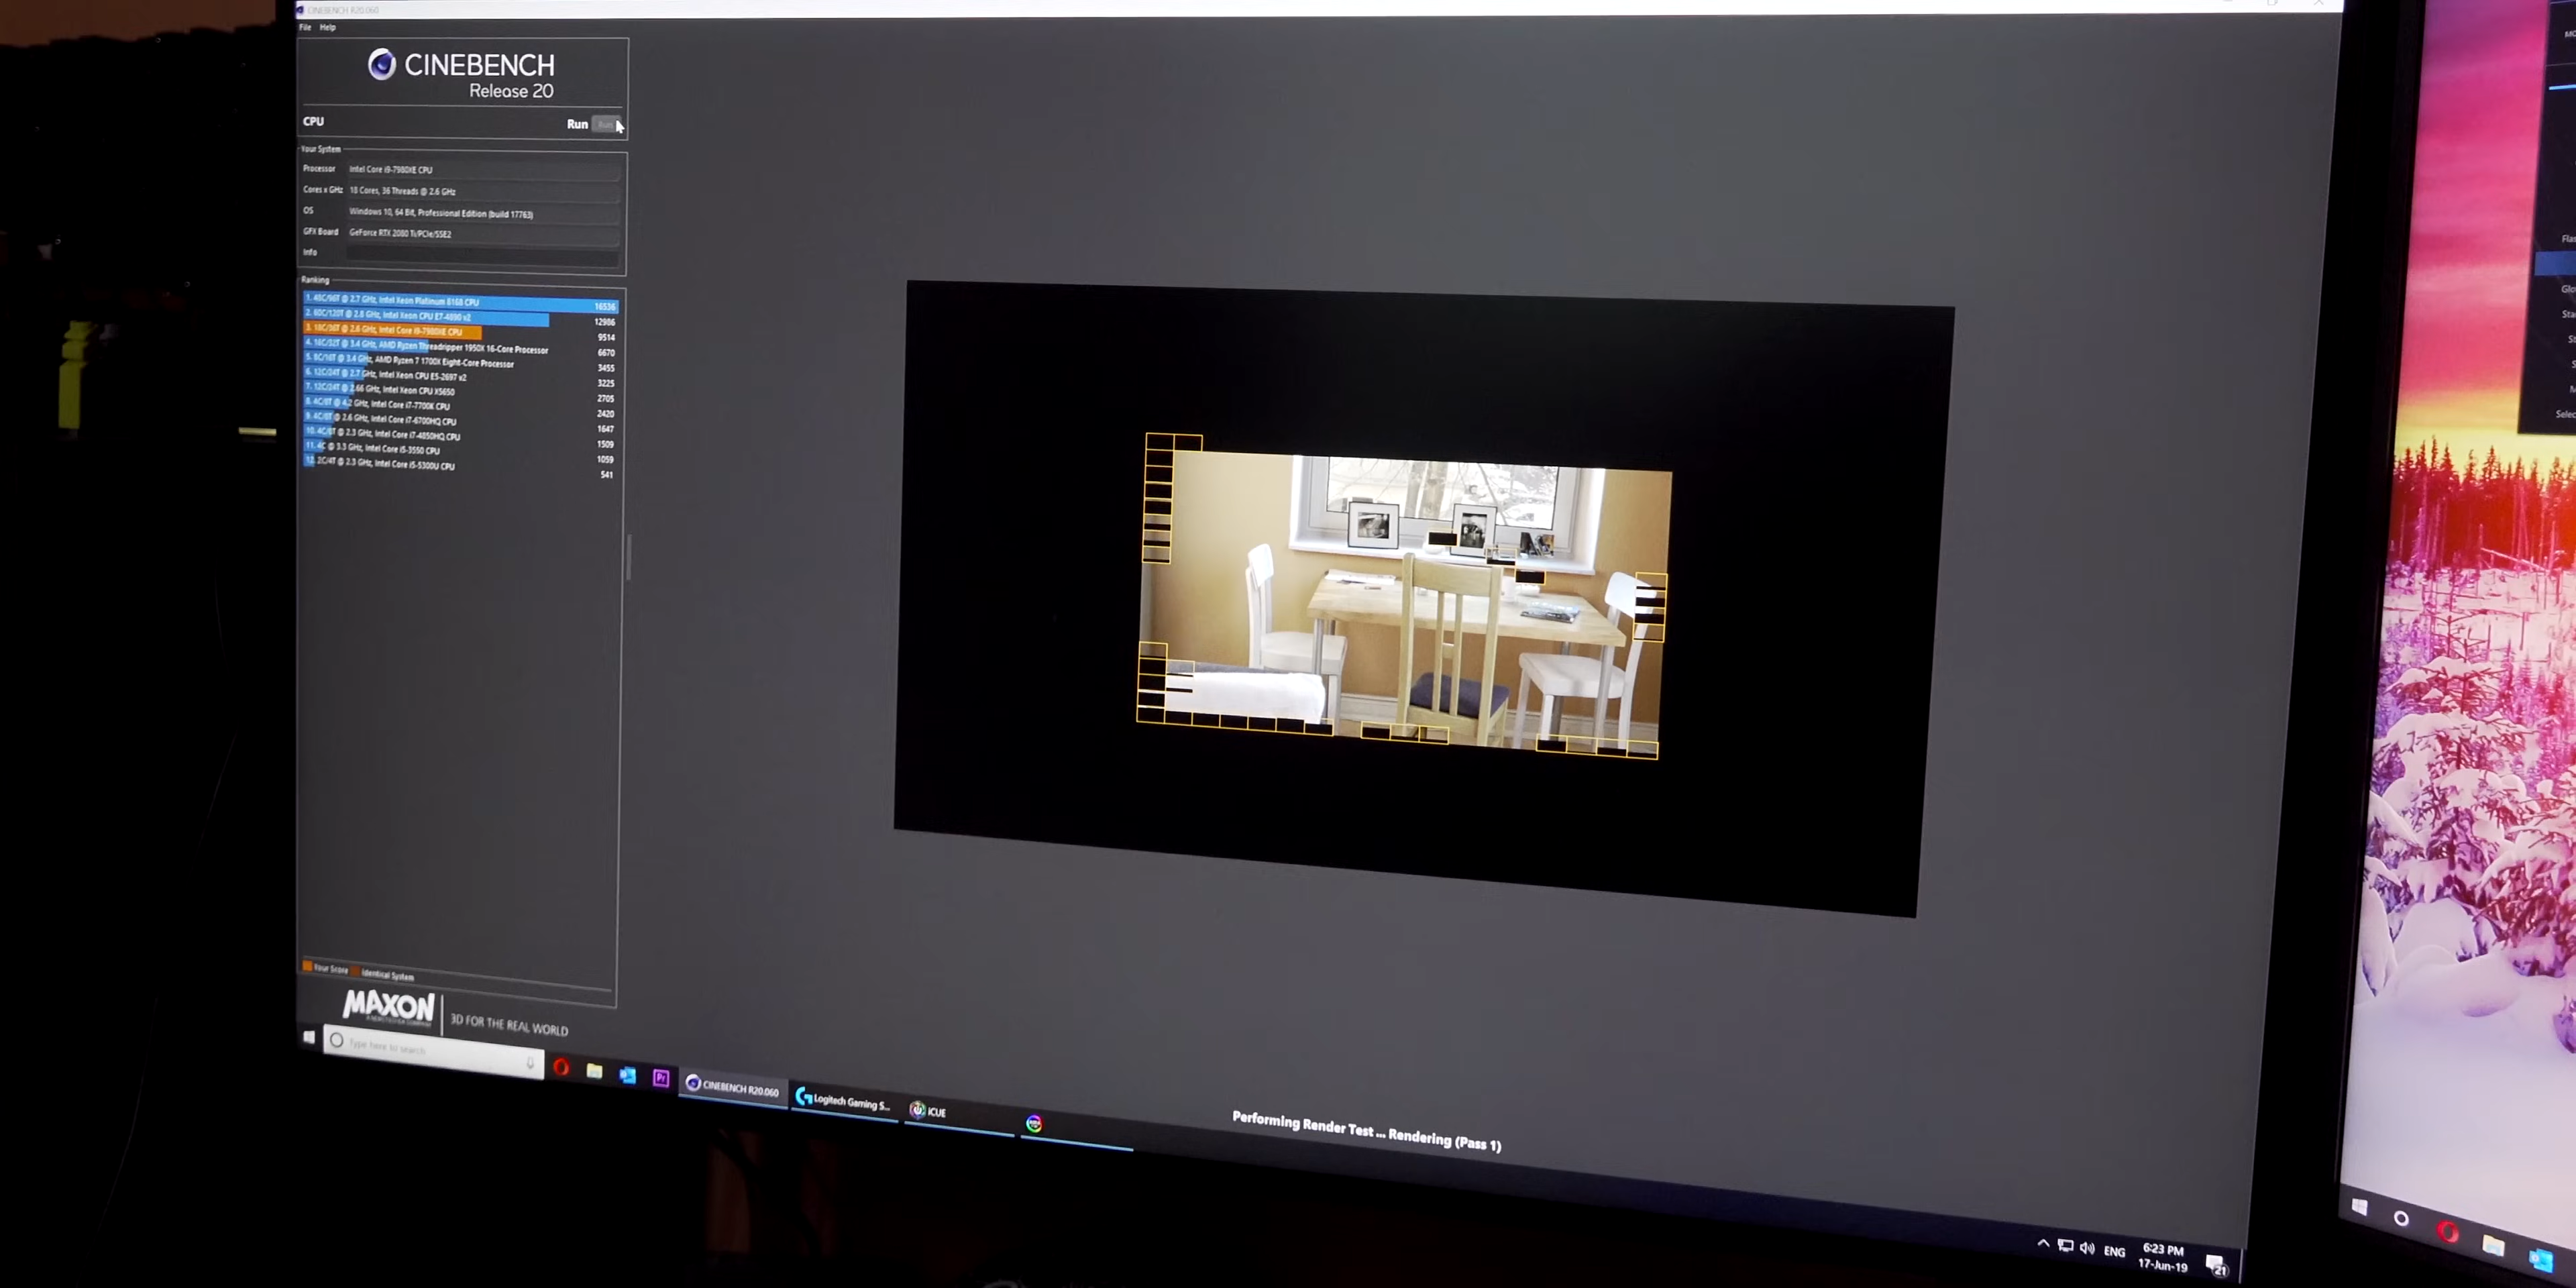 CINEBENCH R20.060
File Help
CINEBENCH
Release 20
CPU Run Run
Your System
Processor Intel Core i9-7980XE CPU
Cores x GHz 18 Cores, 36 Threads @ 2.6 GHz
OS Windows 10, 64 Bit, Professional Edition (build 17763)
GFX Board GeForce RTX 2080 Ti/PCIe/SSE2
Info
Ranking
1. 48C/96T @ 2.7 GHz, Intel Xeon Platinum 8168 CPU 16536
2. 60C/120T @ 2.8 GHz, Intel Xeon CPU E7-4890 v2 12986
3. 18C/36T @ 2.6 GHz, Intel Core i9-7980XE CPU 9514
4. 16C/32T @ 3.4 GHz, AMD Ryzen Threadripper 1950X 16-Core Processor 6670
5. 8C/16T @ 3.4 GHz, AMD Ryzen 7 1700X Eight-Core Processor 3455
6. 12C/24T @ 2.7 GHz, Intel Xeon CPU E5-2697 v2 3225
7. 12C/24T @ 2.66 GHz, Intel Xeon CPU X5650 2705
8. 4C/8T @ 4.2 GHz, Intel Core i7-7700K CPU 2420
9. 4C/8T @ 2.6 GHz, Intel Core i7-6700HQ CPU 1647
10. 4C/8T @ 2.3 GHz, Intel Core i7-4850HQ CPU 1509
11. 4C @ 3.3 GHz, Intel Core i5-3550 CPU 1059
12. 2C/4T @ 2.3 GHz, Intel Core i5-5300U CPU 541
Your Score Identical System
MAXON
3D FOR THE REAL WORLD
Type here to search
Pr
CINEBENCH R20.060
Logitech Gaming S...
iCUE
Performing Render Test ... Rendering (Pass 1)
ENG
6:23 PM
17-Jun-19
21